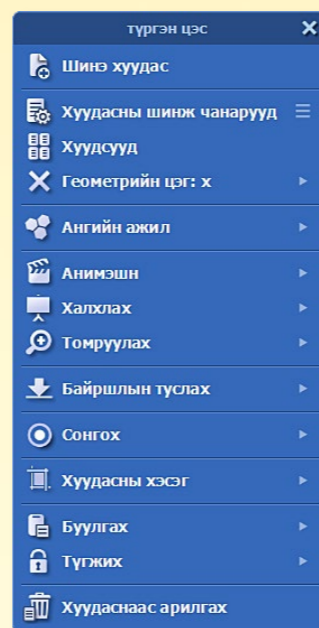 түргэн цэс
Шинэ хуудас
Хуудасны шинж чанарууд
Хуудсууд
Геометрийн цэг: x
Ангийн ажил
Анимэшн
Халхлах
Томруулах
Байршлын туслах
Сонгох
Хуудасны хэсэг
Буулгах
Түгжих
Хуудаснаас арилгах